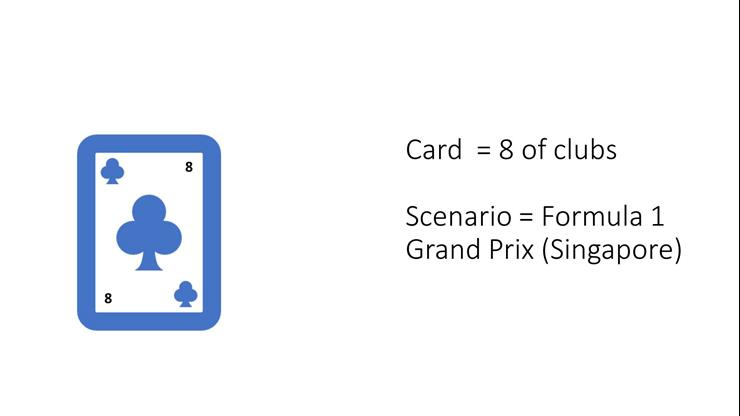 8
8
Card  = 8 of clubs
Scenario = Formula 1
Grand Prix (Singapore)